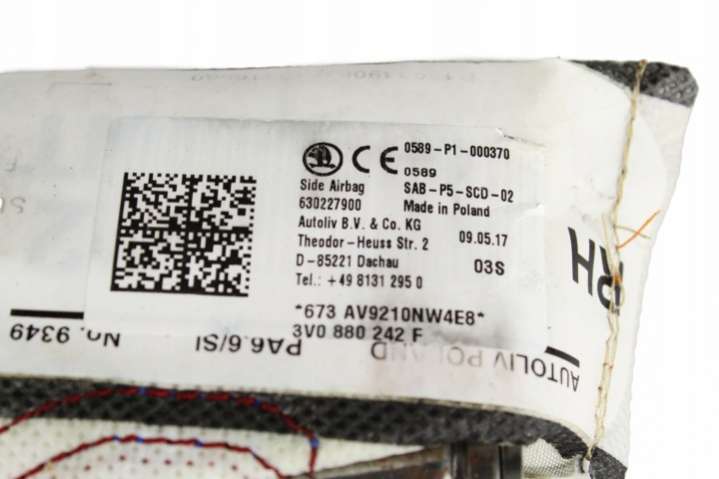 0589-P1-000370
CE
0589
Side Airbag
SAB-P5-SCD-02
630227900
Made in Poland
Autoliv B.V. & Co. KG
09.05.17
Theodor-Heuss Str. 2
D-85221 Dachau
03S
Tel.: +49 8131 295 0
*673 AV9210NW4E8*
3V0 880 242 F
RH
AUTOLIV POLAND
PA6.6/SI
No. 9349